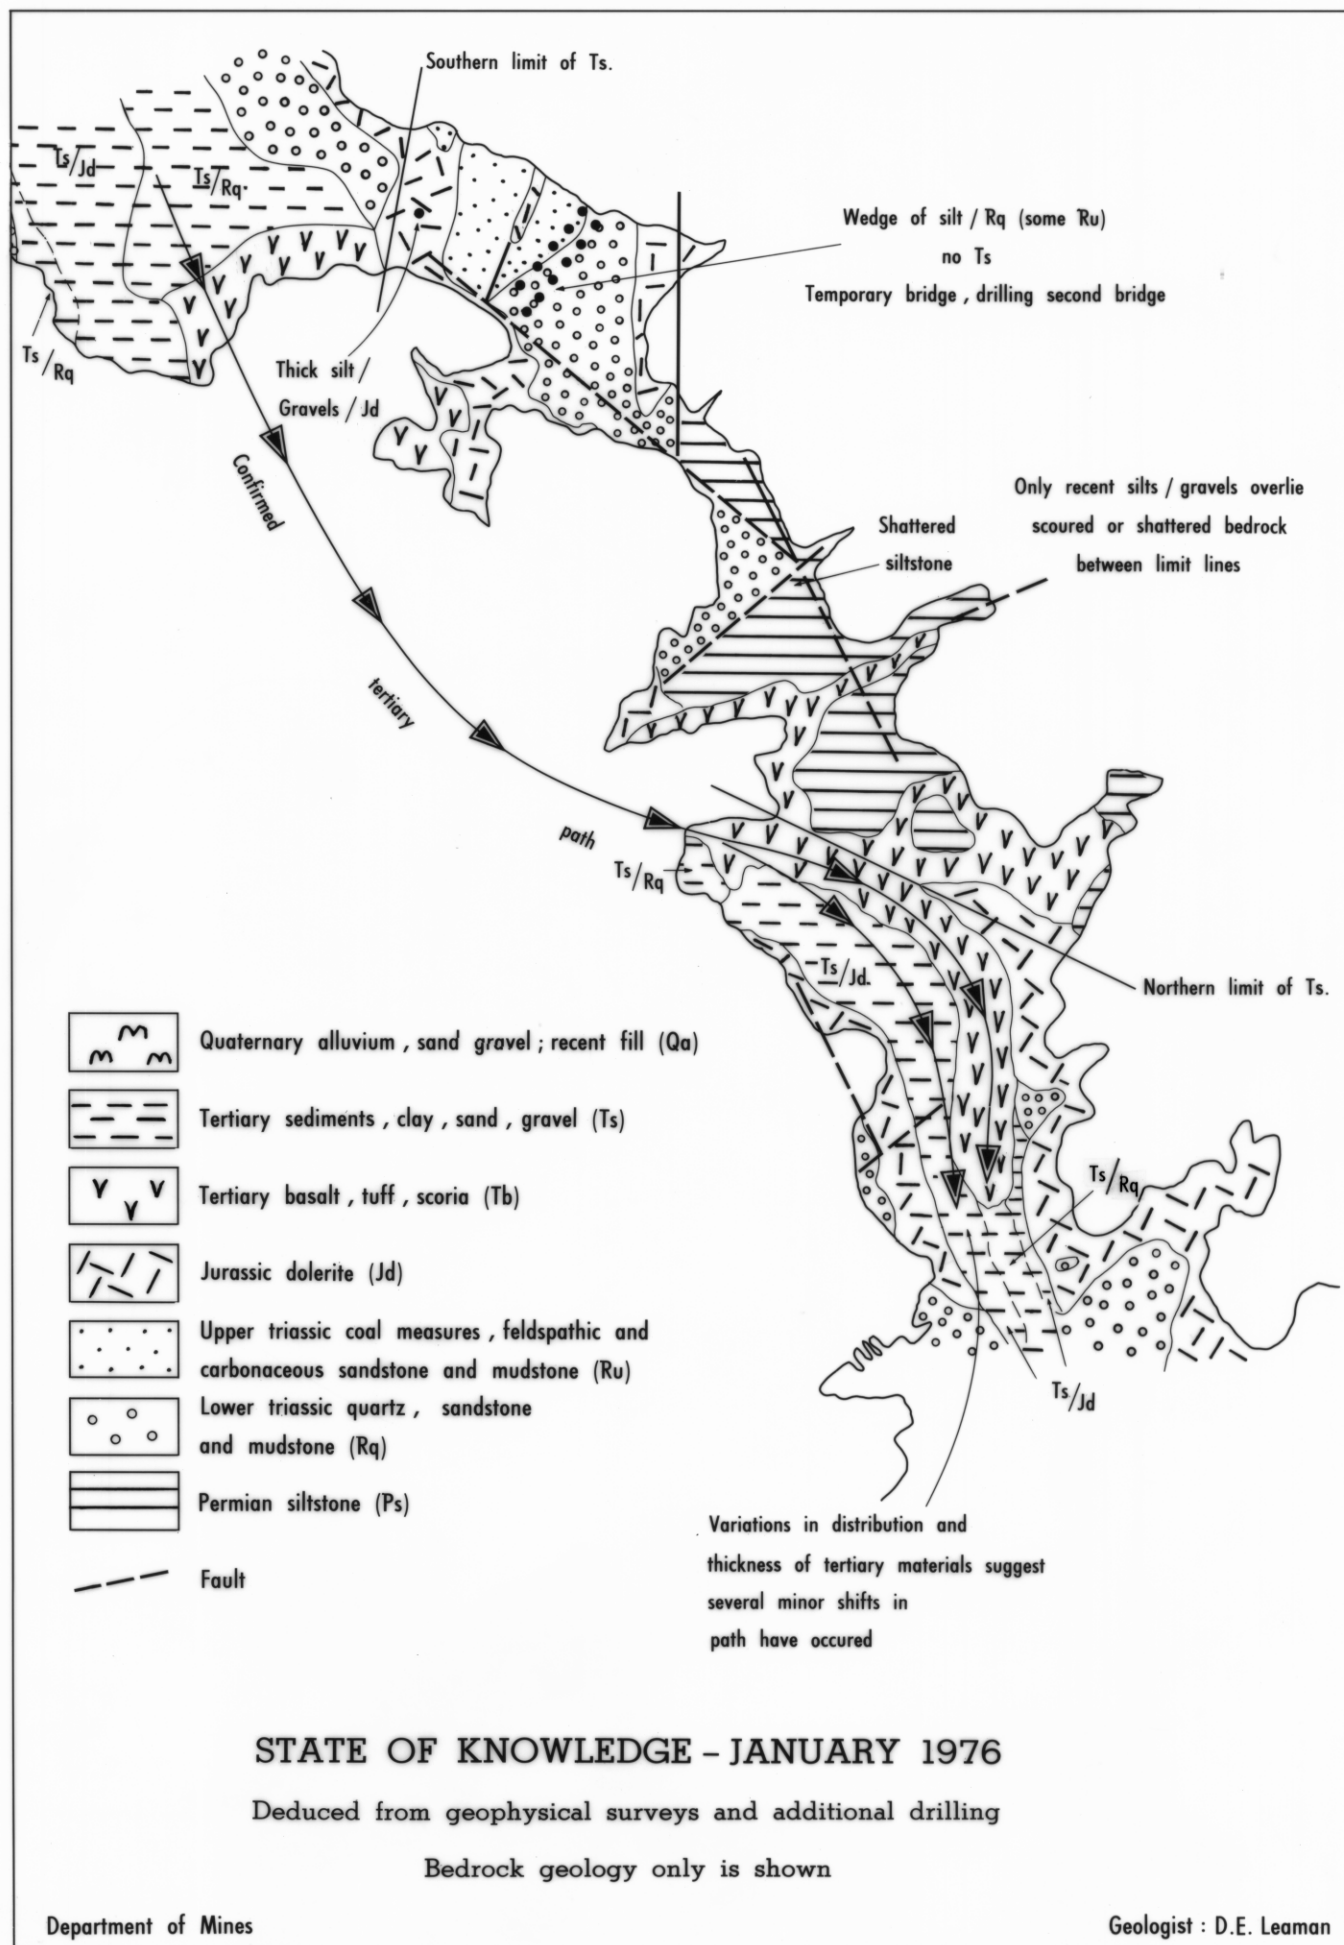 Southern limit of Ts.
Ts/Jd
Ts/Rq.
Wedge of silt / Rq (some Ru)
no Ts
Temporary bridge , drilling second bridge
Ts/Rq
Thick silt /
Gravels / Jd
Confirmed
Only recent silts / gravels overlie
scoured or shattered bedrock
between limit lines
Shattered
siltstone
tertiary
path
Ts/Rq
Ts/Jd.
Northern limit of Ts.
Quaternary alluvium , sand gravel ; recent fill (Qa)
Tertiary sediments , clay , sand , gravel (Ts)
Tertiary basalt , tuff , scoria (Tb)
Jurassic dolerite (Jd)
Upper triassic coal measures , feldspathic and
carbonaceous sandstone and mudstone (Ru)
Lower triassic quartz , sandstone
and mudstone (Rq)
Permian siltstone (Ps)
Fault
Ts/Rq
Ts/Jd
Variations in distribution and
thickness of tertiary materials suggest
several minor shifts in
path have occured
STATE OF KNOWLEDGE – JANUARY 1976
Deduced from geophysical surveys and additional drilling
Bedrock geology only is shown
Department of Mines
Geologist : D.E. Leaman